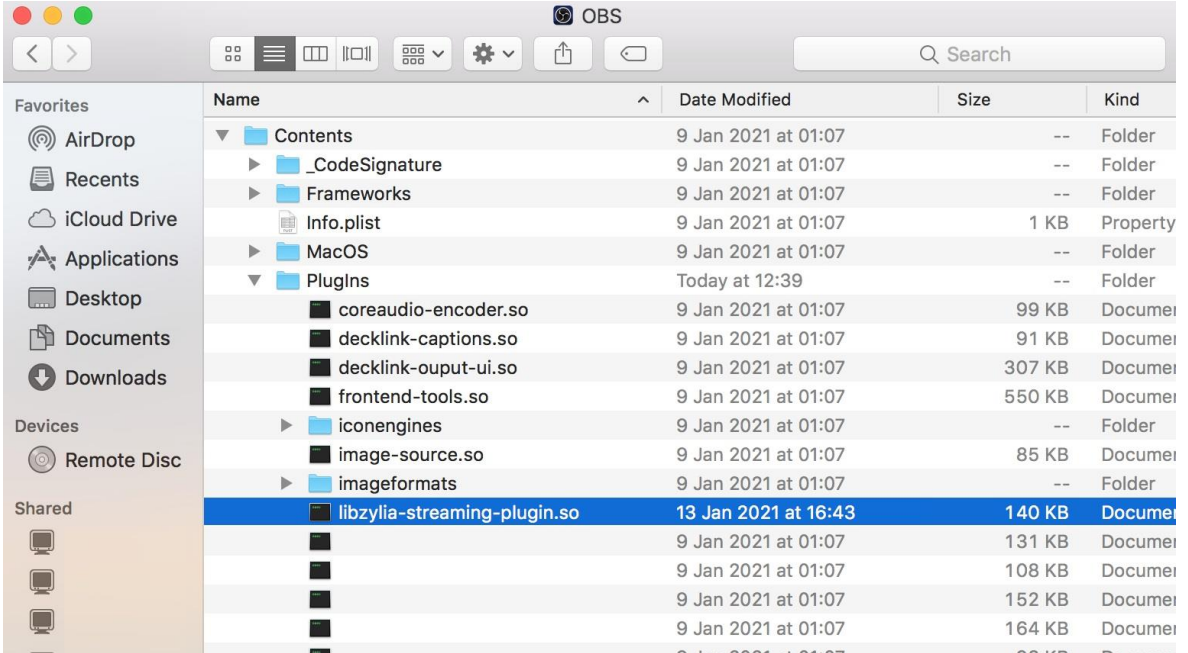 OBS
Search
Favorites
AirDrop
Recents
iCloud Drive
Applications
Desktop
Documents
Downloads
Devices
Remote Disc
Shared
Name Date Modified Size Kind
Contents 9 Jan 2021 at 01:07 -- Folder
_CodeSignature 9 Jan 2021 at 01:07 -- Folder
Frameworks 9 Jan 2021 at 01:07 -- Folder
Info.plist 9 Jan 2021 at 01:07 1 KB Property
MacOS 9 Jan 2021 at 01:07 -- Folder
PlugIns Today at 12:39 -- Folder
coreaudio-encoder.so 9 Jan 2021 at 01:07 99 KB Documer
decklink-captions.so 9 Jan 2021 at 01:07 91 KB Documer
decklink-ouput-ui.so 9 Jan 2021 at 01:07 307 KB Documer
frontend-tools.so 9 Jan 2021 at 01:07 550 KB Documer
iconengines 9 Jan 2021 at 01:07 -- Folder
image-source.so 9 Jan 2021 at 01:07 85 KB Documer
imageformats 9 Jan 2021 at 01:07 -- Folder
libzylia-streaming-plugin.so 13 Jan 2021 at 16:43 140 KB Documer
9 Jan 2021 at 01:07 131 KB Documer
9 Jan 2021 at 01:07 108 KB Documer
9 Jan 2021 at 01:07 152 KB Documer
9 Jan 2021 at 01:07 164 KB Documer